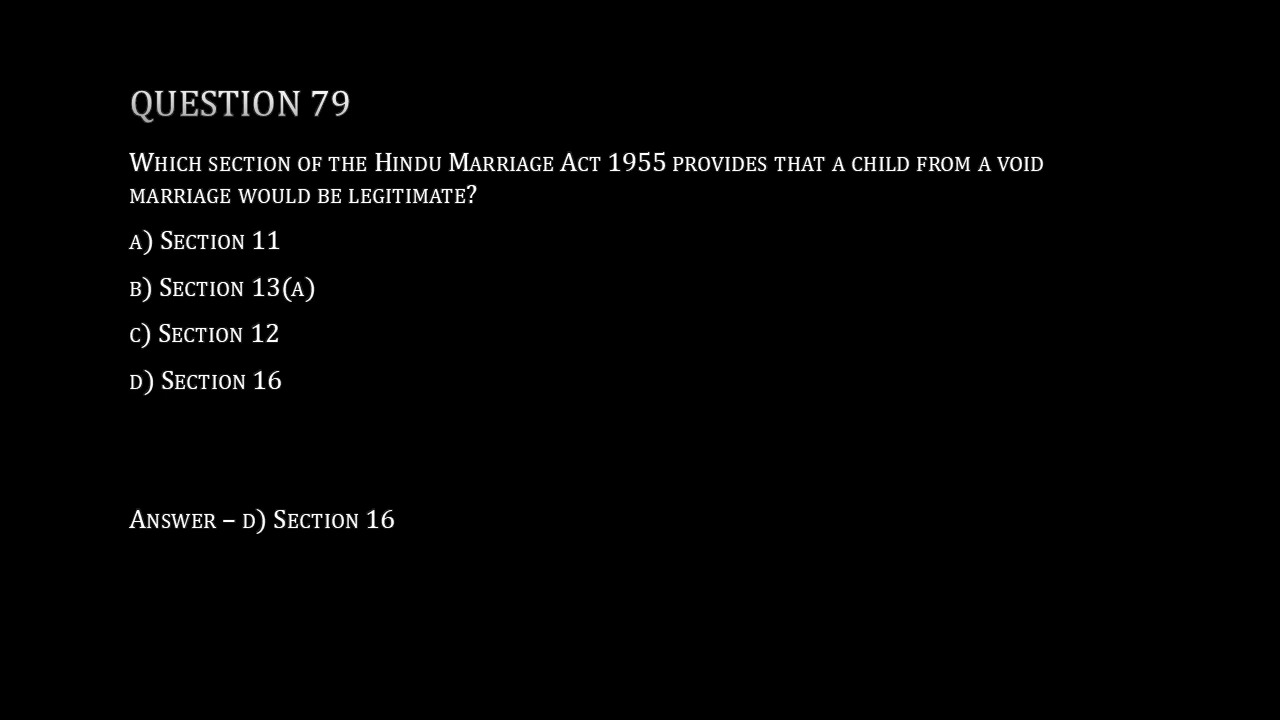 QUESTION 79
Which section of the Hindu Marriage Act 1955 provides that a child from a void
marriage would be legitimate?
a) Section 11
b) Section 13(a)
c) Section 12
d) Section 16
Answer – d) Section 16